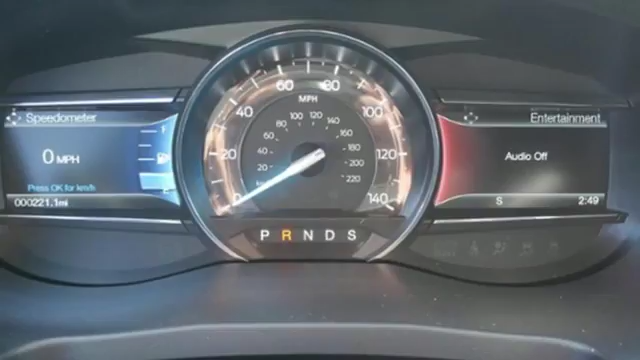 Speedometer
0 MPH
Press OK for km/h
000221.1mi
F
0 20 40 60 80 100 120 140
MPH
20 40 60 80 100 120 140 160 180 200 220
P R N D S
Entertainment
Audio Off
S 2:49